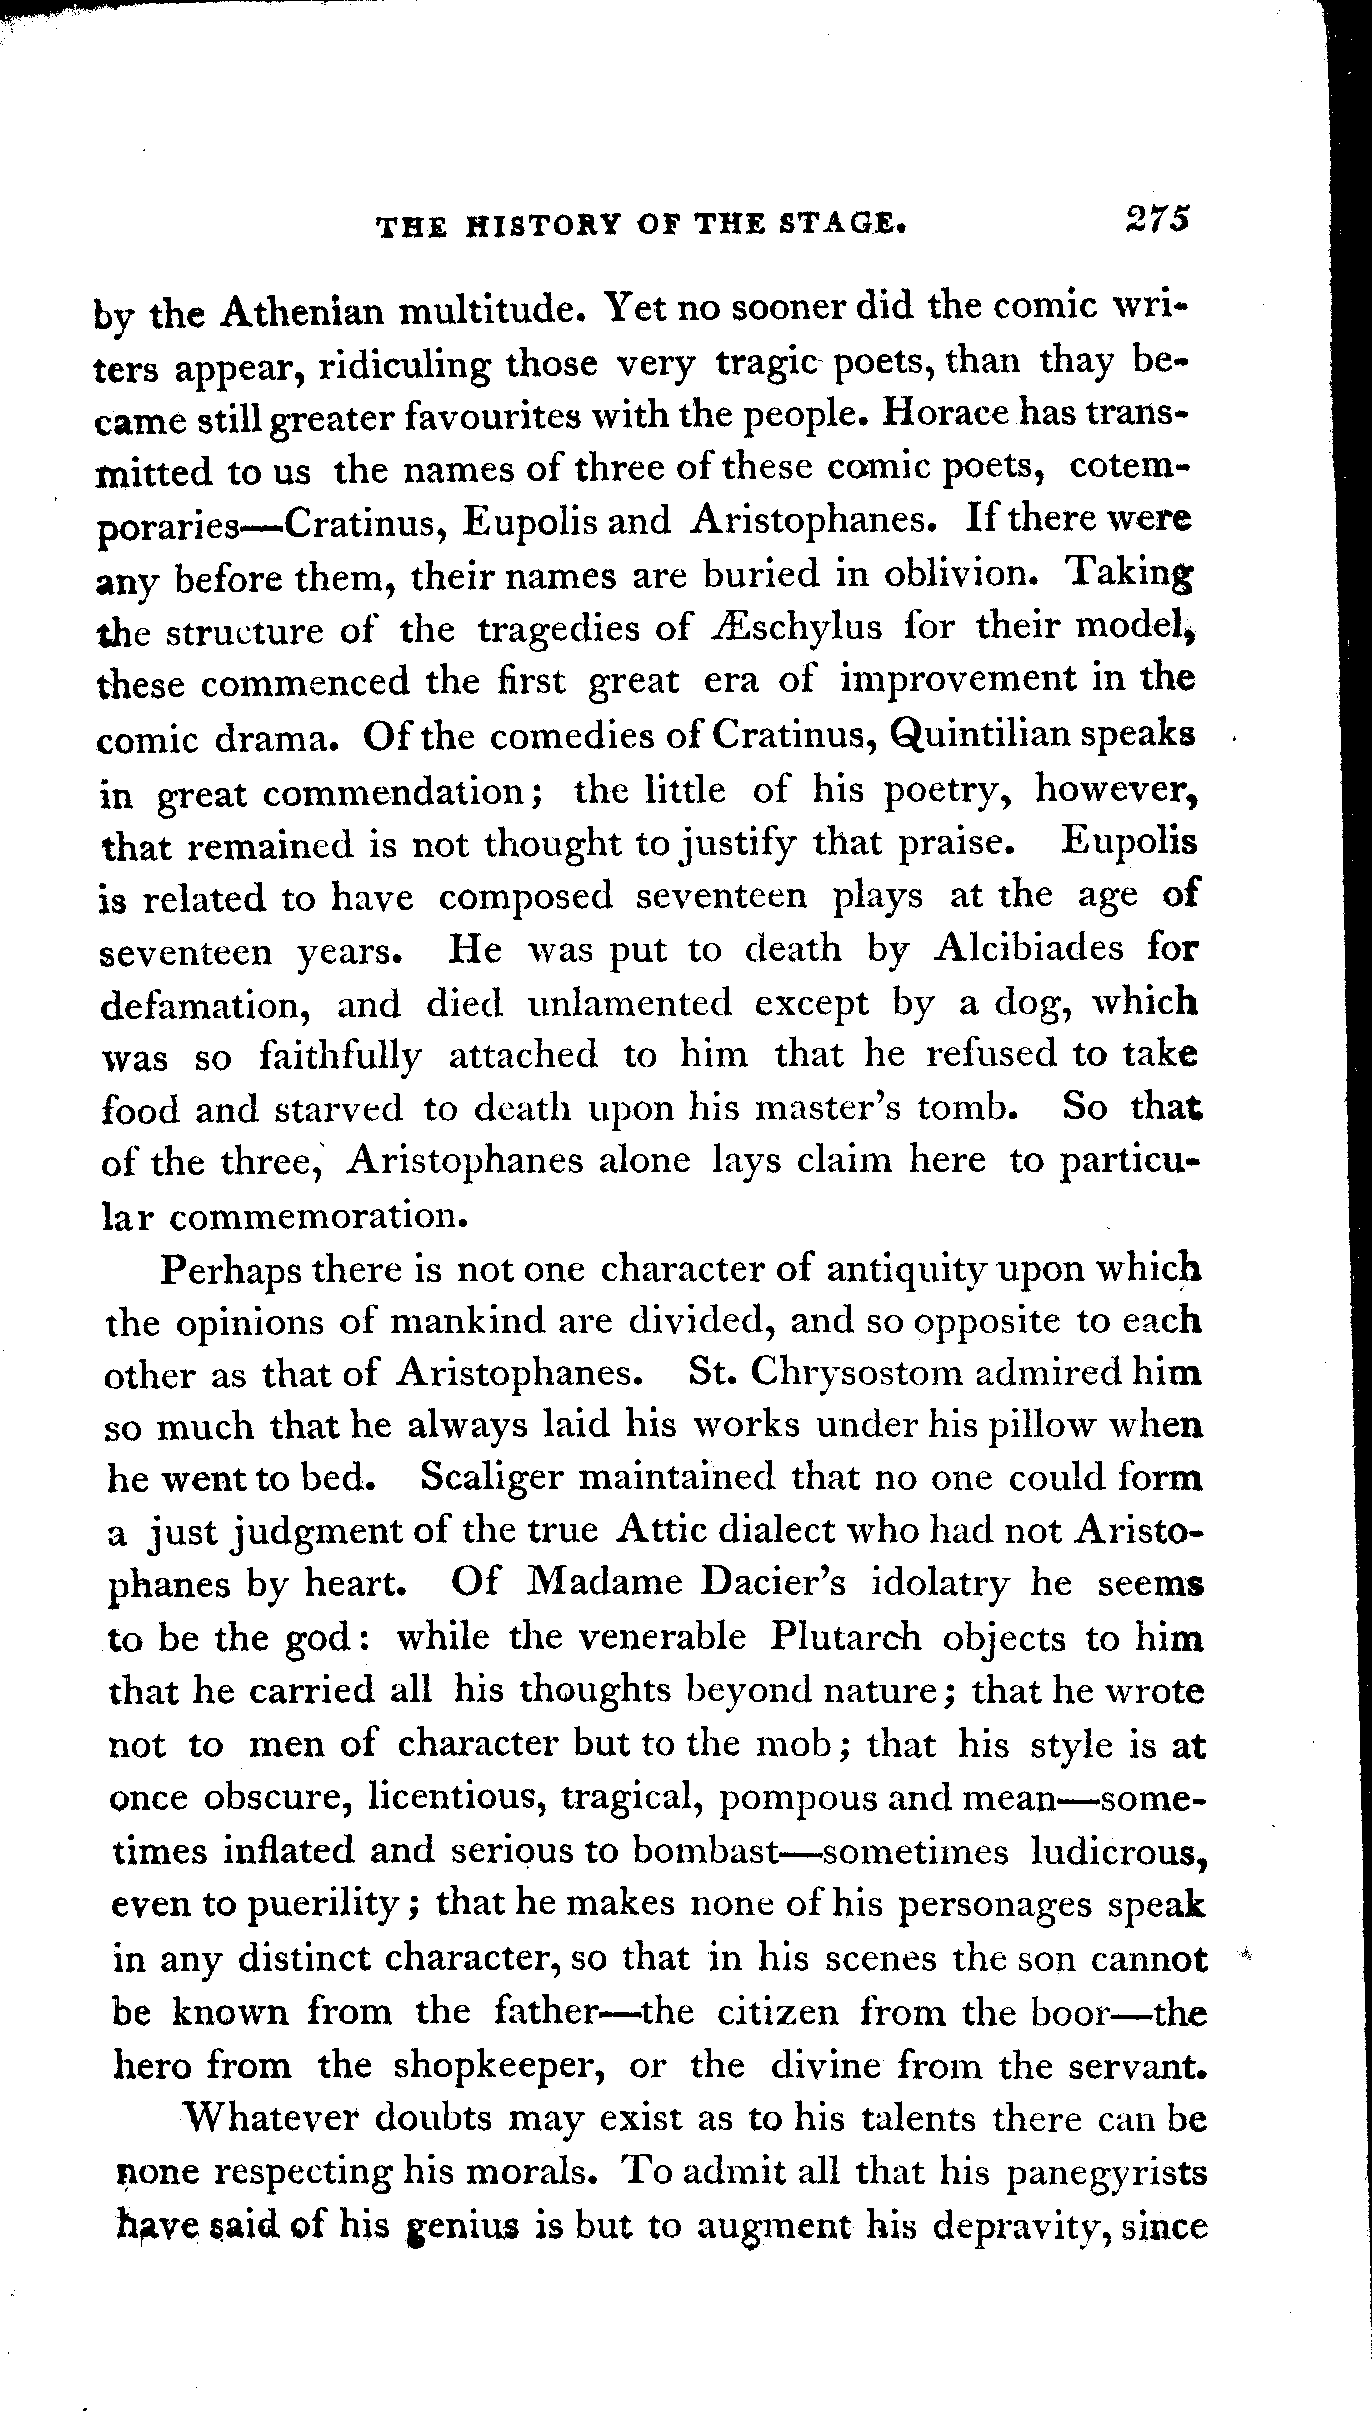 THE HISTORY OF THE STAGE. 275
by the Athenian multitude. Yet no sooner did the comic wri-
ters appear, ridiculing those very tragic poets, than thay be-
came still greater favourites with the people. Horace has trans-
mitted to us the names of three of these comic poets, cotem-
poraries—Cratinus, Eupolis and Aristophanes. If there were
any before them, their names are buried in oblivion. Taking
the structure of the tragedies of Æschylus for their model,
these commenced the first great era of improvement in the
comic drama. Of the comedies of Cratinus, Quintilian speaks
in great commendation; the little of his poetry, however,
that remained is not thought to justify that praise. Eupolis
is related to have composed seventeen plays at the age of
seventeen years. He was put to death by Alcibiades for
defamation, and died unlamented except by a dog, which
was so faithfully attached to him that he refused to take
food and starved to death upon his master's tomb. So that
of the three, Aristophanes alone lays claim here to particu-
lar commemoration.
Perhaps there is not one character of antiquity upon which
the opinions of mankind are divided, and so opposite to each
other as that of Aristophanes. St. Chrysostom admired him
so much that he always laid his works under his pillow when
he went to bed. Scaliger maintained that no one could form
a just judgment of the true Attic dialect who had not Aristo-
phanes by heart. Of Madame Dacier's idolatry he seems
to be the god: while the venerable Plutarch objects to him
that he carried all his thoughts beyond nature; that he wrote
not to men of character but to the mob; that his style is at
once obscure, licentious, tragical, pompous and mean—some-
times inflated and serious to bombast—sometimes ludicrous,
even to puerility; that he makes none of his personages speak
in any distinct character, so that in his scenes the son cannot
be known from the father—the citizen from the boor—the
hero from the shopkeeper, or the divine from the servant.
Whatever doubts may exist as to his talents there can be
none respecting his morals. To admit all that his panegyrists
have said of his genius is but to augment his depravity, since